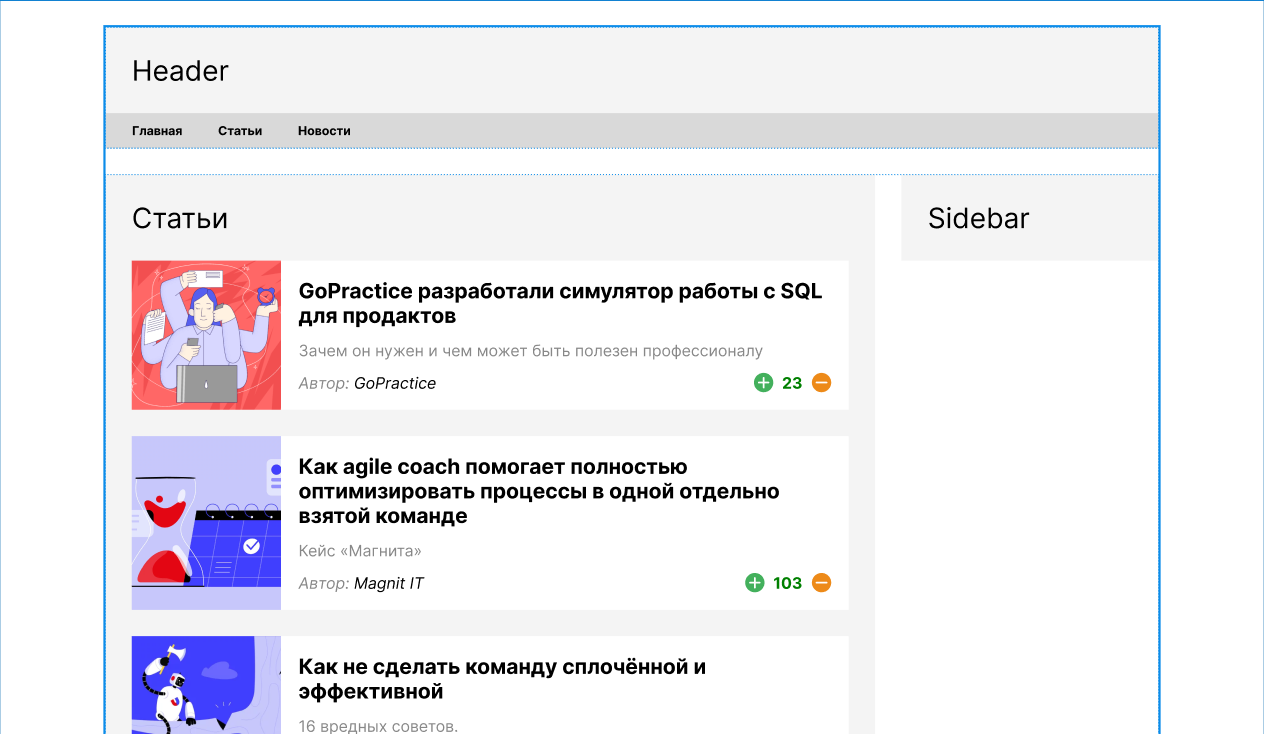 Header
Главная Статьи Новости
Статьи
Sidebar
GoPractice разработали симулятор работы с SQL
для продактов
Зачем он нужен и чем может быть полезен профессионалу
Автор: GoPractice
23
Как agile coach помогает полностью
оптимизировать процессы в одной отдельно
взятой команде
Кейс «Магнита»
Автор: Magnit IT
103
Как не сделать команду сплочённой и
эффективной
16 вредных советов.